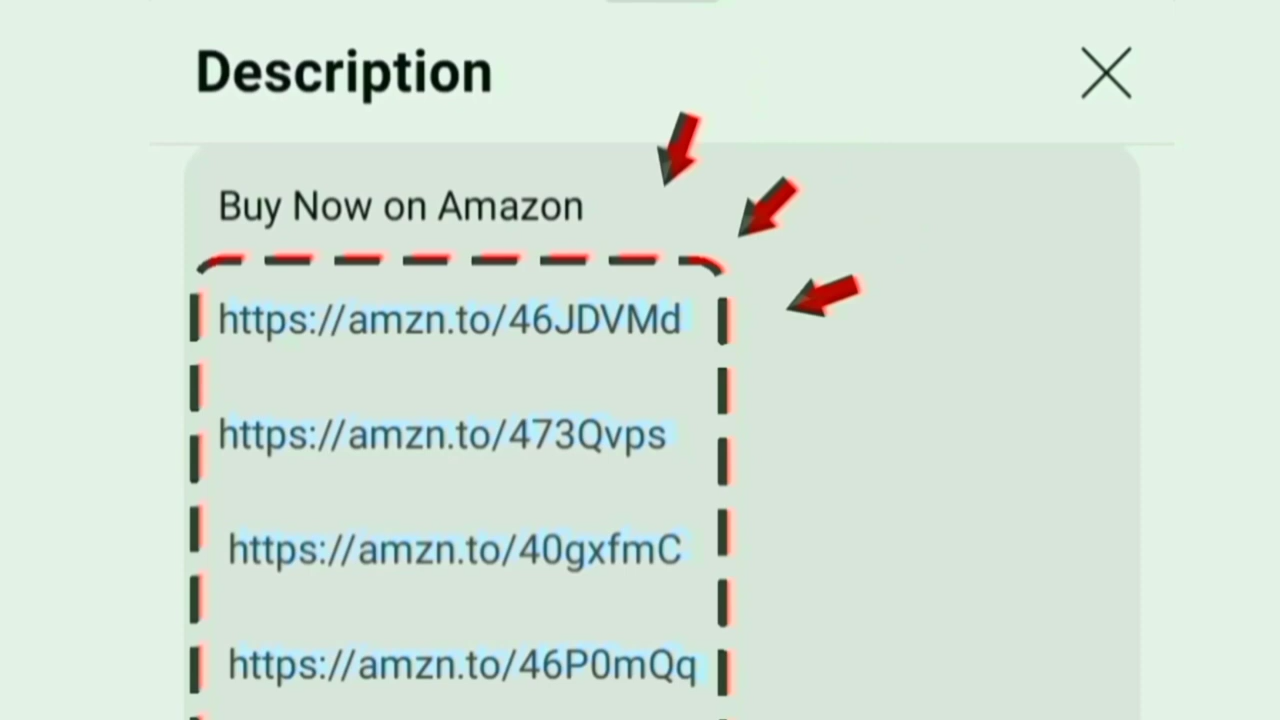 Description
Buy Now on Amazon
https://amzn.to/46JDVMd
https://amzn.to/473Qvps
https://amzn.to/40gxfmC
https://amzn.to/46P0mQq